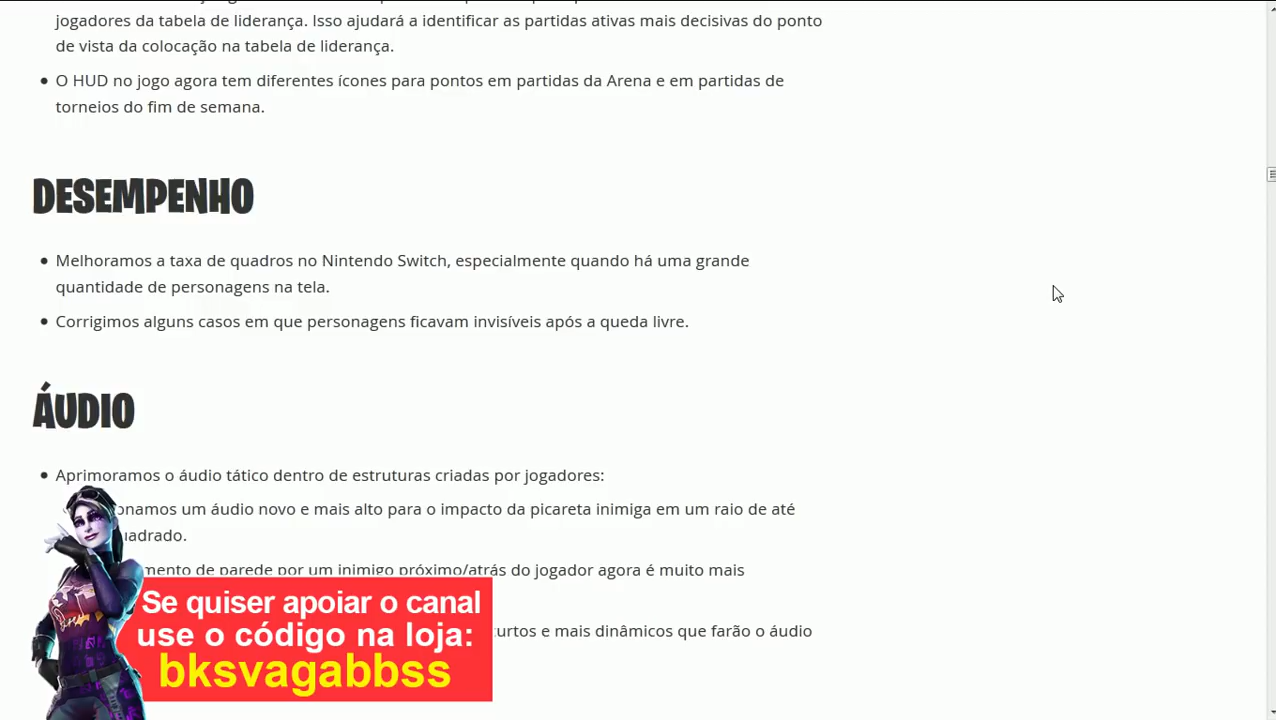 jogadores da tabela de liderança. Isso ajudará a identificar as partidas ativas mais decisivas do ponto
de vista da colocação na tabela de liderança.
• O HUD no jogo agora tem diferentes ícones para pontos em partidas da Arena e em partidas de
torneios do fim de semana.
DESEMPENHO
• Melhoramos a taxa de quadros no Nintendo Switch, especialmente quando há uma grande
quantidade de personagens na tela.
• Corrigimos alguns casos em que personagens ficavam invisíveis após a queda livre.
ÁUDIO
• Aprimoramos o áudio tático dentro de estruturas criadas por jogadores:
um áudio novo e mais alto para o impacto da picareta inimiga em um raio de até
de parede por um inimigo próximo/atrás do jogador agora é muito mais
e mais dinâmicos que farão o áudio
Se quiser apoiar o canal
use o código na loja:
bksvagabbss